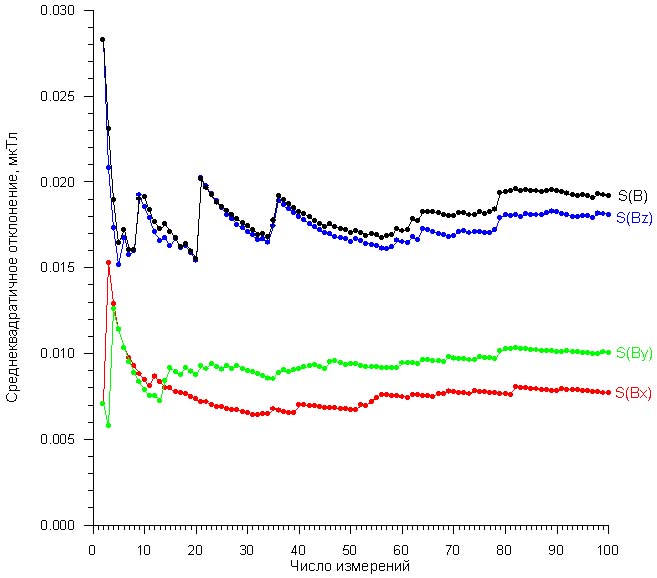 Среднеквадратичное отклонение, мкТл
0.030
0.025
0.020
0.015
0.010
0.005
0.000
S(B)
S(Bz)
S(By)
S(Bx)
0 10 20 30 40 50 60 70 80 90 100
Число измерений